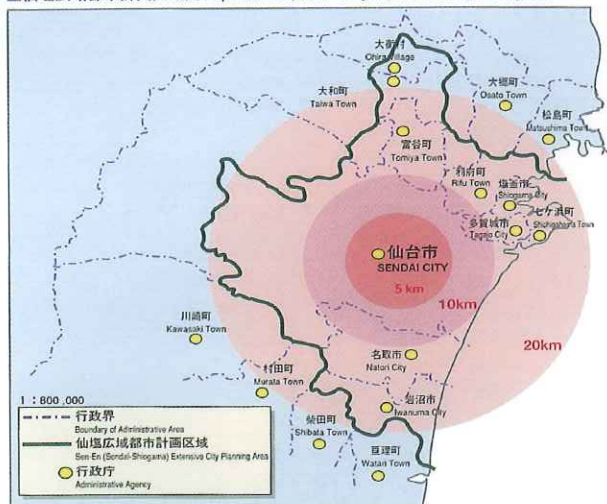 大衡村
Ohira Village
大和町
Taiwa Town
大郷町
Osato Town
松島町
Matsushima Town
富谷町
Tomiya Town
利府町
Rifu Town
塩釜市
Shiogama City
七ヶ浜町
Shichigahama Town
多賀城市
Tagajo City
仙台市
SENDAI CITY
5 km
10km
20km
川崎町
Kawasaki Town
名取市
Natori City
村田町
Murata Town
岩沼市
Iwanuma City
柴田町
Shibata Town
亘理町
Watari Town
1:800,000
行政界
Boundary of Administrative Area
仙塩広域都市計画区域
Sen-En (Sendai-Shiogama) Extensive City Planning Area
行政庁
Administrative Agency